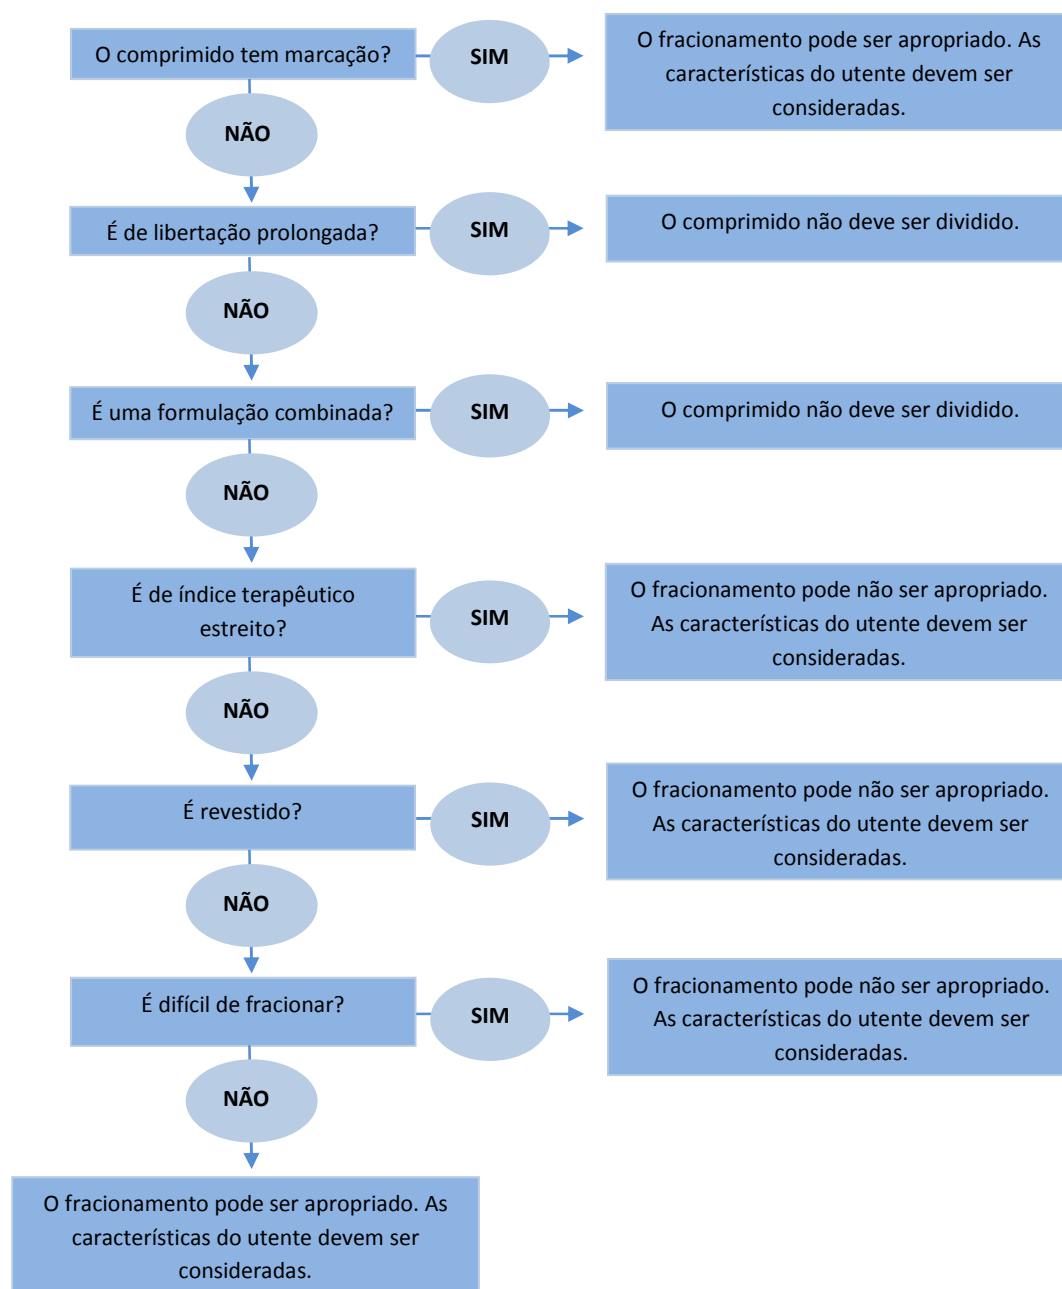 O comprimido tem marcação?
SIM
O fracionamento pode ser apropriado. As
características do utente devem ser
consideradas.
NÃO
É de libertação prolongada?
SIM
O comprimido não deve ser dividido.
NÃO
É uma formulação combinada?
SIM
O comprimido não deve ser dividido.
NÃO
É de índice terapêutico
estreito?
SIM
O fracionamento pode não ser apropriado.
As características do utente devem ser
consideradas.
NÃO
É revestido?
SIM
O fracionamento pode não ser apropriado.
As características do utente devem ser
consideradas.
NÃO
É difícil de fracionar?
SIM
O fracionamento pode não ser apropriado.
As características do utente devem ser
consideradas.
NÃO
O fracionamento pode ser apropriado. As
características do utente devem ser
consideradas.